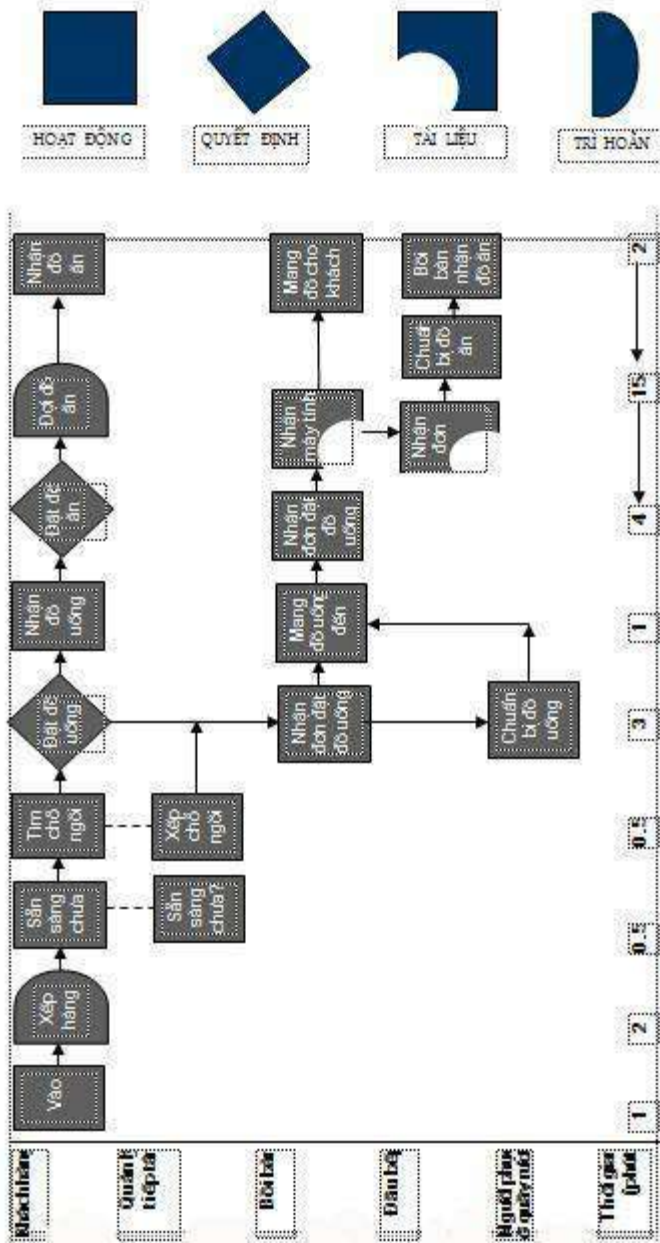 HOẠT ĐỘNG
QUYẾT ĐỊNH
TÀI LIỆU
TRÌ HOÃN
Khách hàng
Vào
Xếp
hàng
Sẵn
sàng
chưa
Tìm
chỗ
ngồi
Đặt đồ
uống
Nhận
đồ
uống
Đặt đồ
ăn
Đợi đồ
ăn
Nhận
đồ
ăn
tiếp tân
Sẵn
sàng
chưa?
Xếp
chỗ
ngồi
Bồi bàn
Nhận
đơn đặt
đồ uống
Mang
đồ uống
đến
Nhận
đơn đặt
đồ
uống
Nhận
máy tính
Mang
đồ cho
khách
Đầu bếp
Nhận
đơn
Chuẩn
bị đồ
ăn
Bồi
bàn
nhận
đồ ăn
Người phục
ở quầy nước
Chuẩn
bị đồ
uống
Thời gian
(phút
1
2
0.5
0.5
3
1
4
15
2